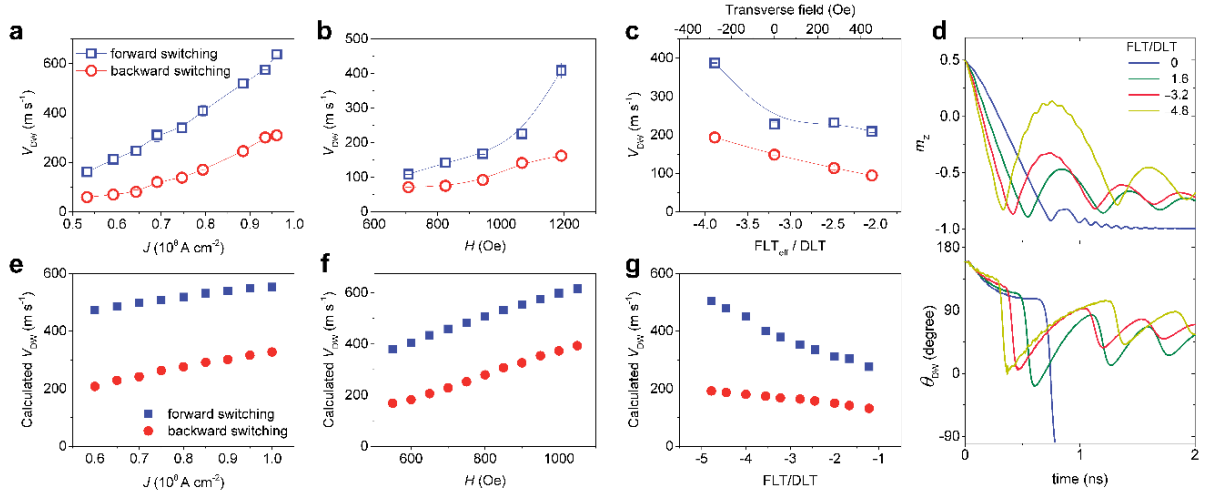 a
600
400
200
0
V_DW (m s⁻¹)
forward switching
backward switching
0.5 0.6 0.7 0.8 0.9 1.0
J (10⁸ A cm⁻²)
b
500
400
300
200
100
0
V_DW (m s⁻¹)
600 800 1000 1200
H (Oe)
c
Transverse field (Oe)
-400 -200 0 200 400
600
400
200
0
V_DW (m s⁻¹)
-4.0 -3.5 -3.0 -2.5 -2.0
FLT_eff / DLT
d
FLT/DLT
0
1.6
−3.2
4.8
0.5
0.0
-0.5
-1.0
m_z
180
90
0
-90
θ_DW (degree)
0 1 2
time (ns)
e
600
400
200
0
Calculated V_DW (m s⁻¹)
forward switching
backward switching
0.6 0.7 0.8 0.9 1.0
J (10⁸ A cm⁻²)
f
600
400
200
0
Calculated V_DW (m s⁻¹)
600 800 1000
H (Oe)
g
600
400
200
0
Calculated V_DW (m s⁻¹)
-5 -4 -3 -2 -1
FLT/DLT